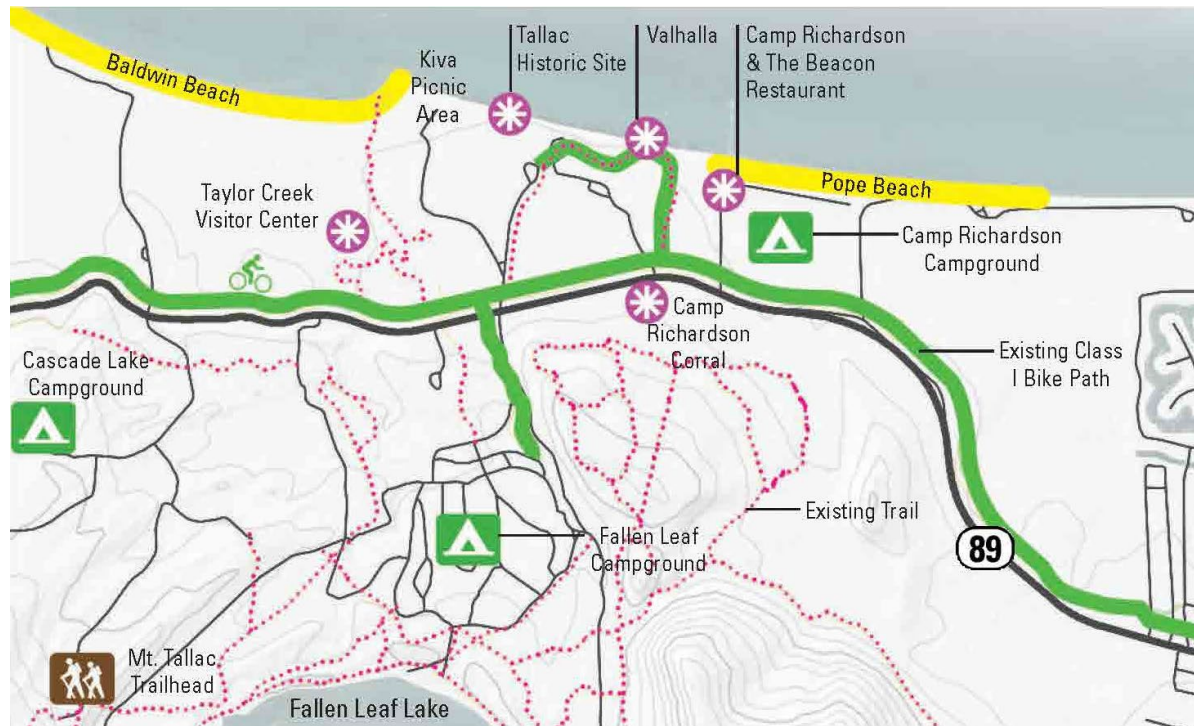 Baldwin Beach
Kiva
Picnic
Area
Tallac
Historic Site
Valhalla
Camp Richardson
& The Beacon
Restaurant
Pope Beach
Taylor Creek
Visitor Center
Camp Richardson
Campground
Camp
Richardson
Corral
Existing Class
I Bike Path
Cascade Lake
Campground
Existing Trail
Fallen Leaf
Campground
89
Mt. Tallac
Trailhead
Fallen Leaf Lake